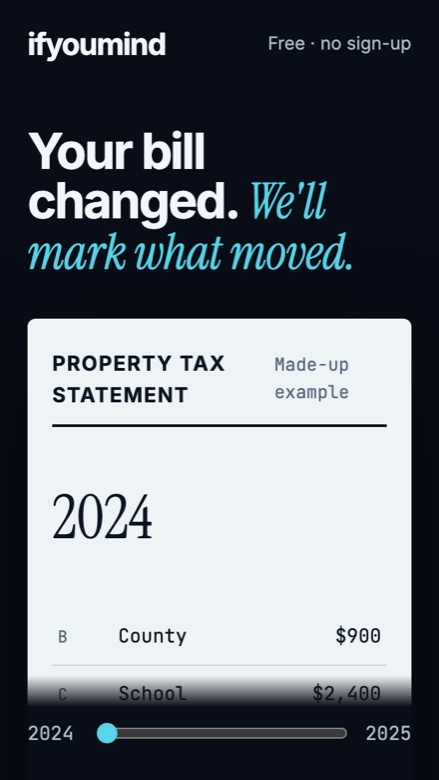 ifyoumind
Free · no sign-up
Your bill
changed. We'll
mark what moved.
PROPERTY TAX
STATEMENT
Made-up
example
2024
B County $900
C School $2,400
2024 2025